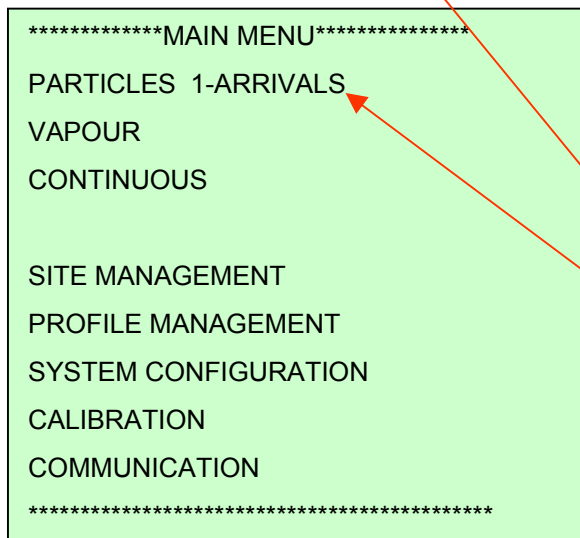 *************MAIN MENU***************
PARTICLES 1-ARRIVALS
VAPOUR
CONTINUOUS
SITE MANAGEMENT
PROFILE MANAGEMENT
SYSTEM CONFIGURATION
CALIBRATION
COMMUNICATION
*********************************************